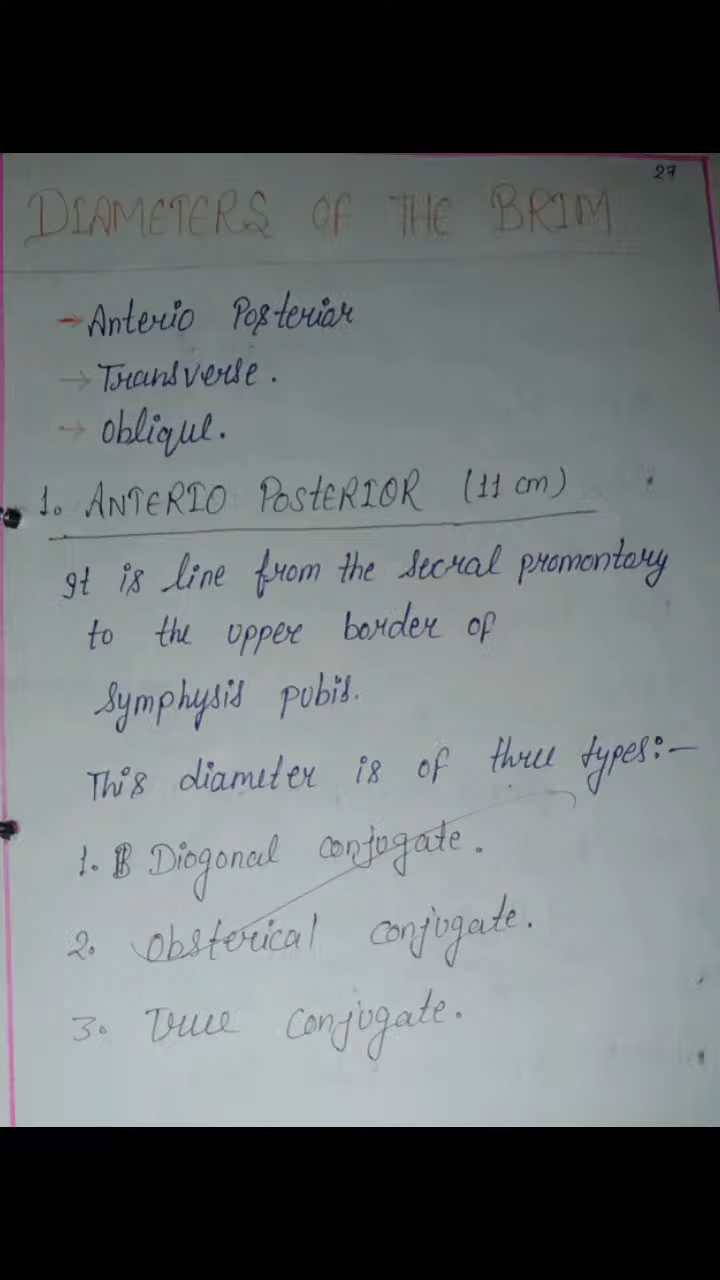 27
DIAMETERS OF THE BRIM
- Anterio Posterior
→ Transverse.
→ Oblique.
1. ANTERIO POSTERIOR (11 cm)
It is line from the Secral promontary
to the upper border of
Symphysis pubis.
This diameter is of three types:-
1. Diogonal conjugate.
2. Obsterical conjugate.
3. True conjugate.